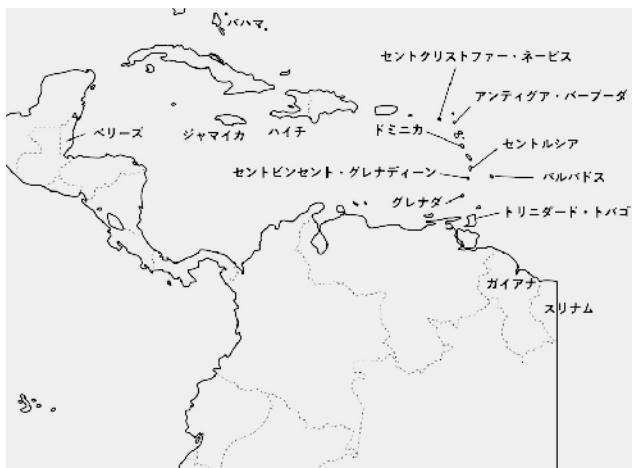 バハマ
セントクリストファー・ネービス
アンティグア・バーブーダ
ベリーズ
ジャマイカ
ハイチ
ドミニカ
セントルシア
セントビンセント・グレナディーン
バルバドス
グレナダ
トリニダード・トバゴ
ガイアナ
スリナム